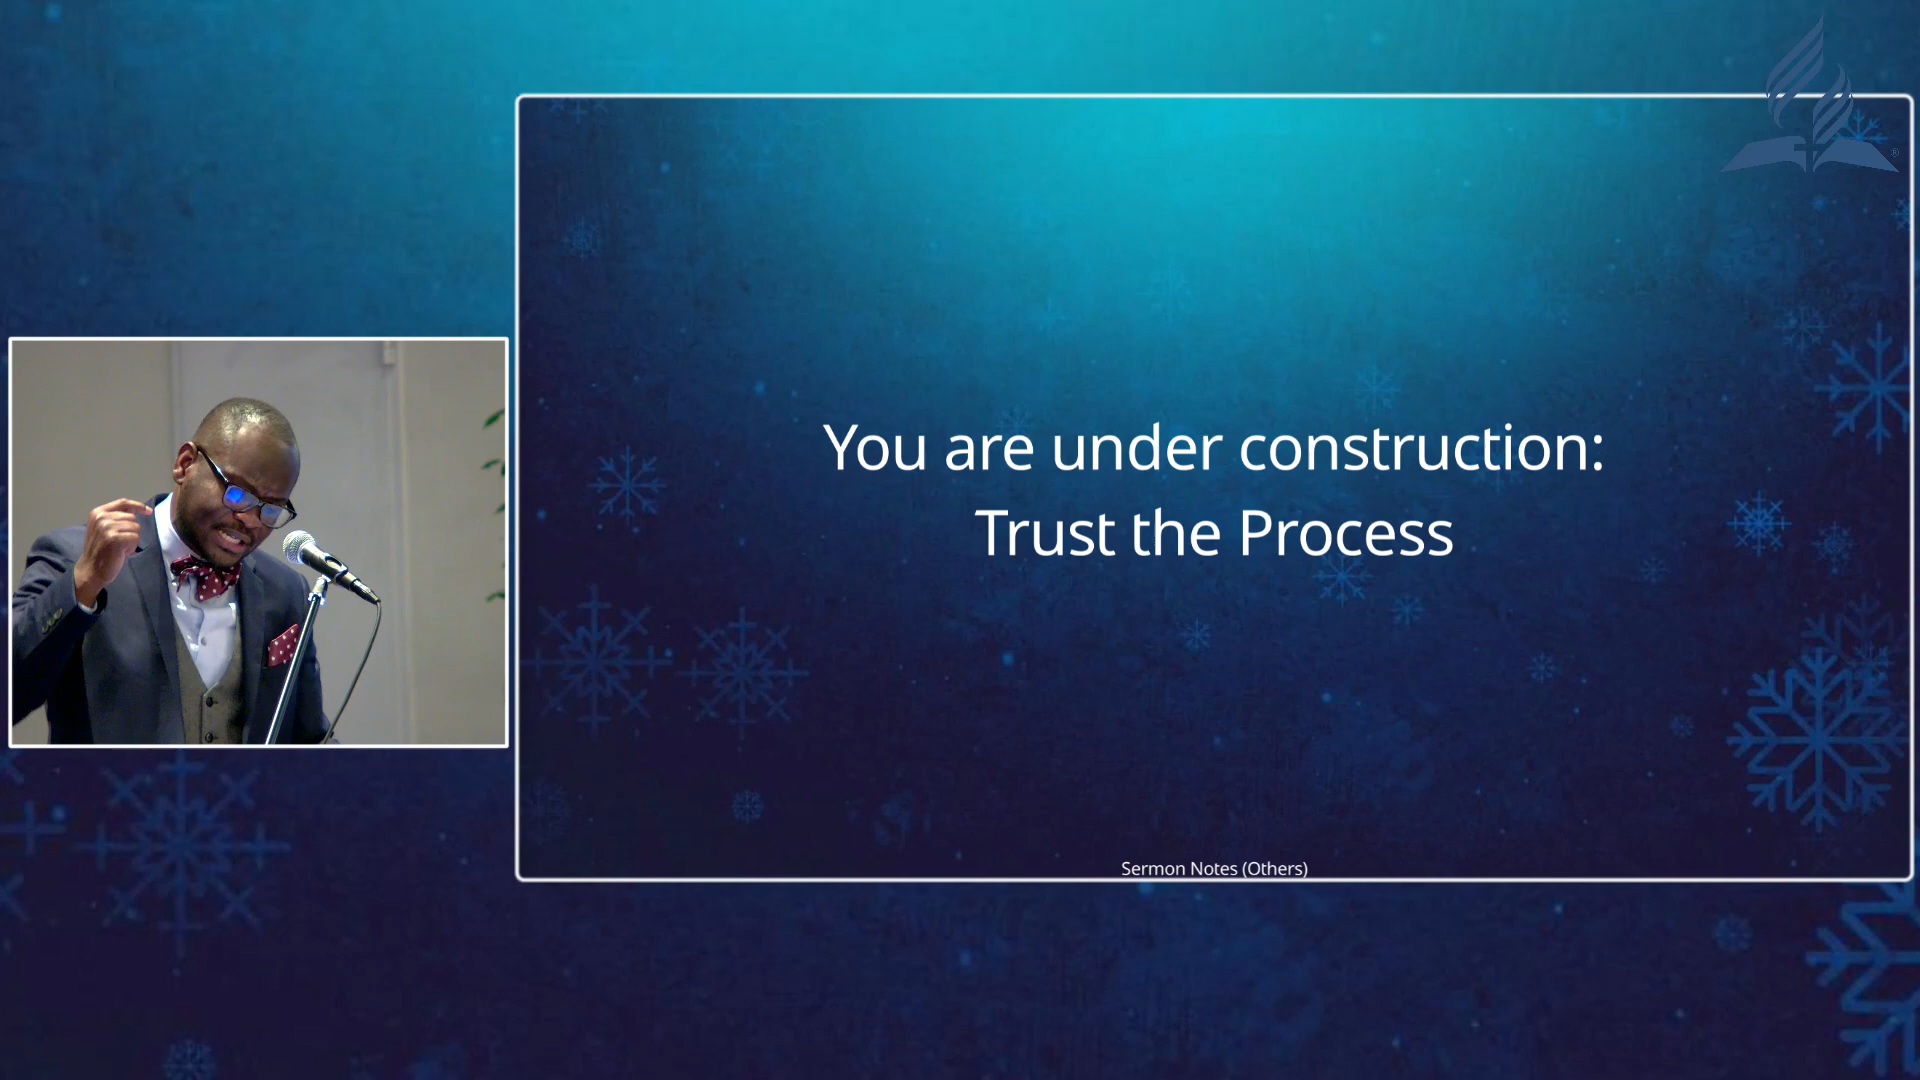 You are under construction:
Trust the Process
Sermon Notes (Others)
®